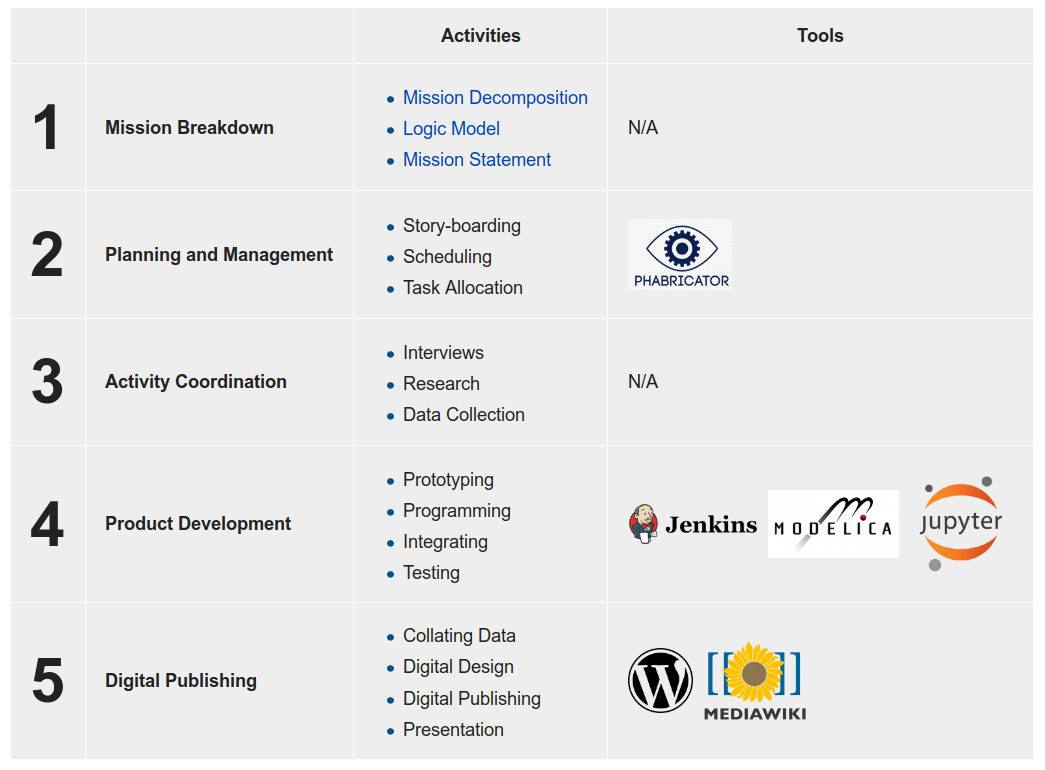 Activities
Tools
1
Mission Breakdown
Mission Decomposition
Logic Model
Mission Statement
N/A
2
Planning and Management
Story-boarding
Scheduling
Task Allocation
PHABRICATOR
3
Activity Coordination
Interviews
Research
Data Collection
N/A
4
Product Development
Prototyping
Programming
Integrating
Testing
Jenkins
MODELICA
jupyter
5
Digital Publishing
Collating Data
Digital Design
Digital Publishing
Presentation
W
[[ ]]
MEDIAWIKI